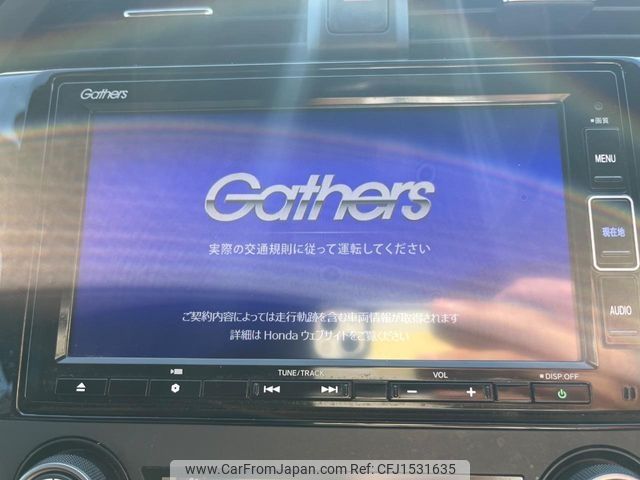 Gathers
■画質
MENU
Gathers
現在地
実際の交通規則に従って運転してください
AUDIO
ご契約内容によっては走行軌跡を含む車両情報が取得されます
詳細は Honda ウェブサイトをご覧ください
TUNE/TRACK
VOL
■DISP.OFF
www.CarFromJapan.com - CFJ1531635